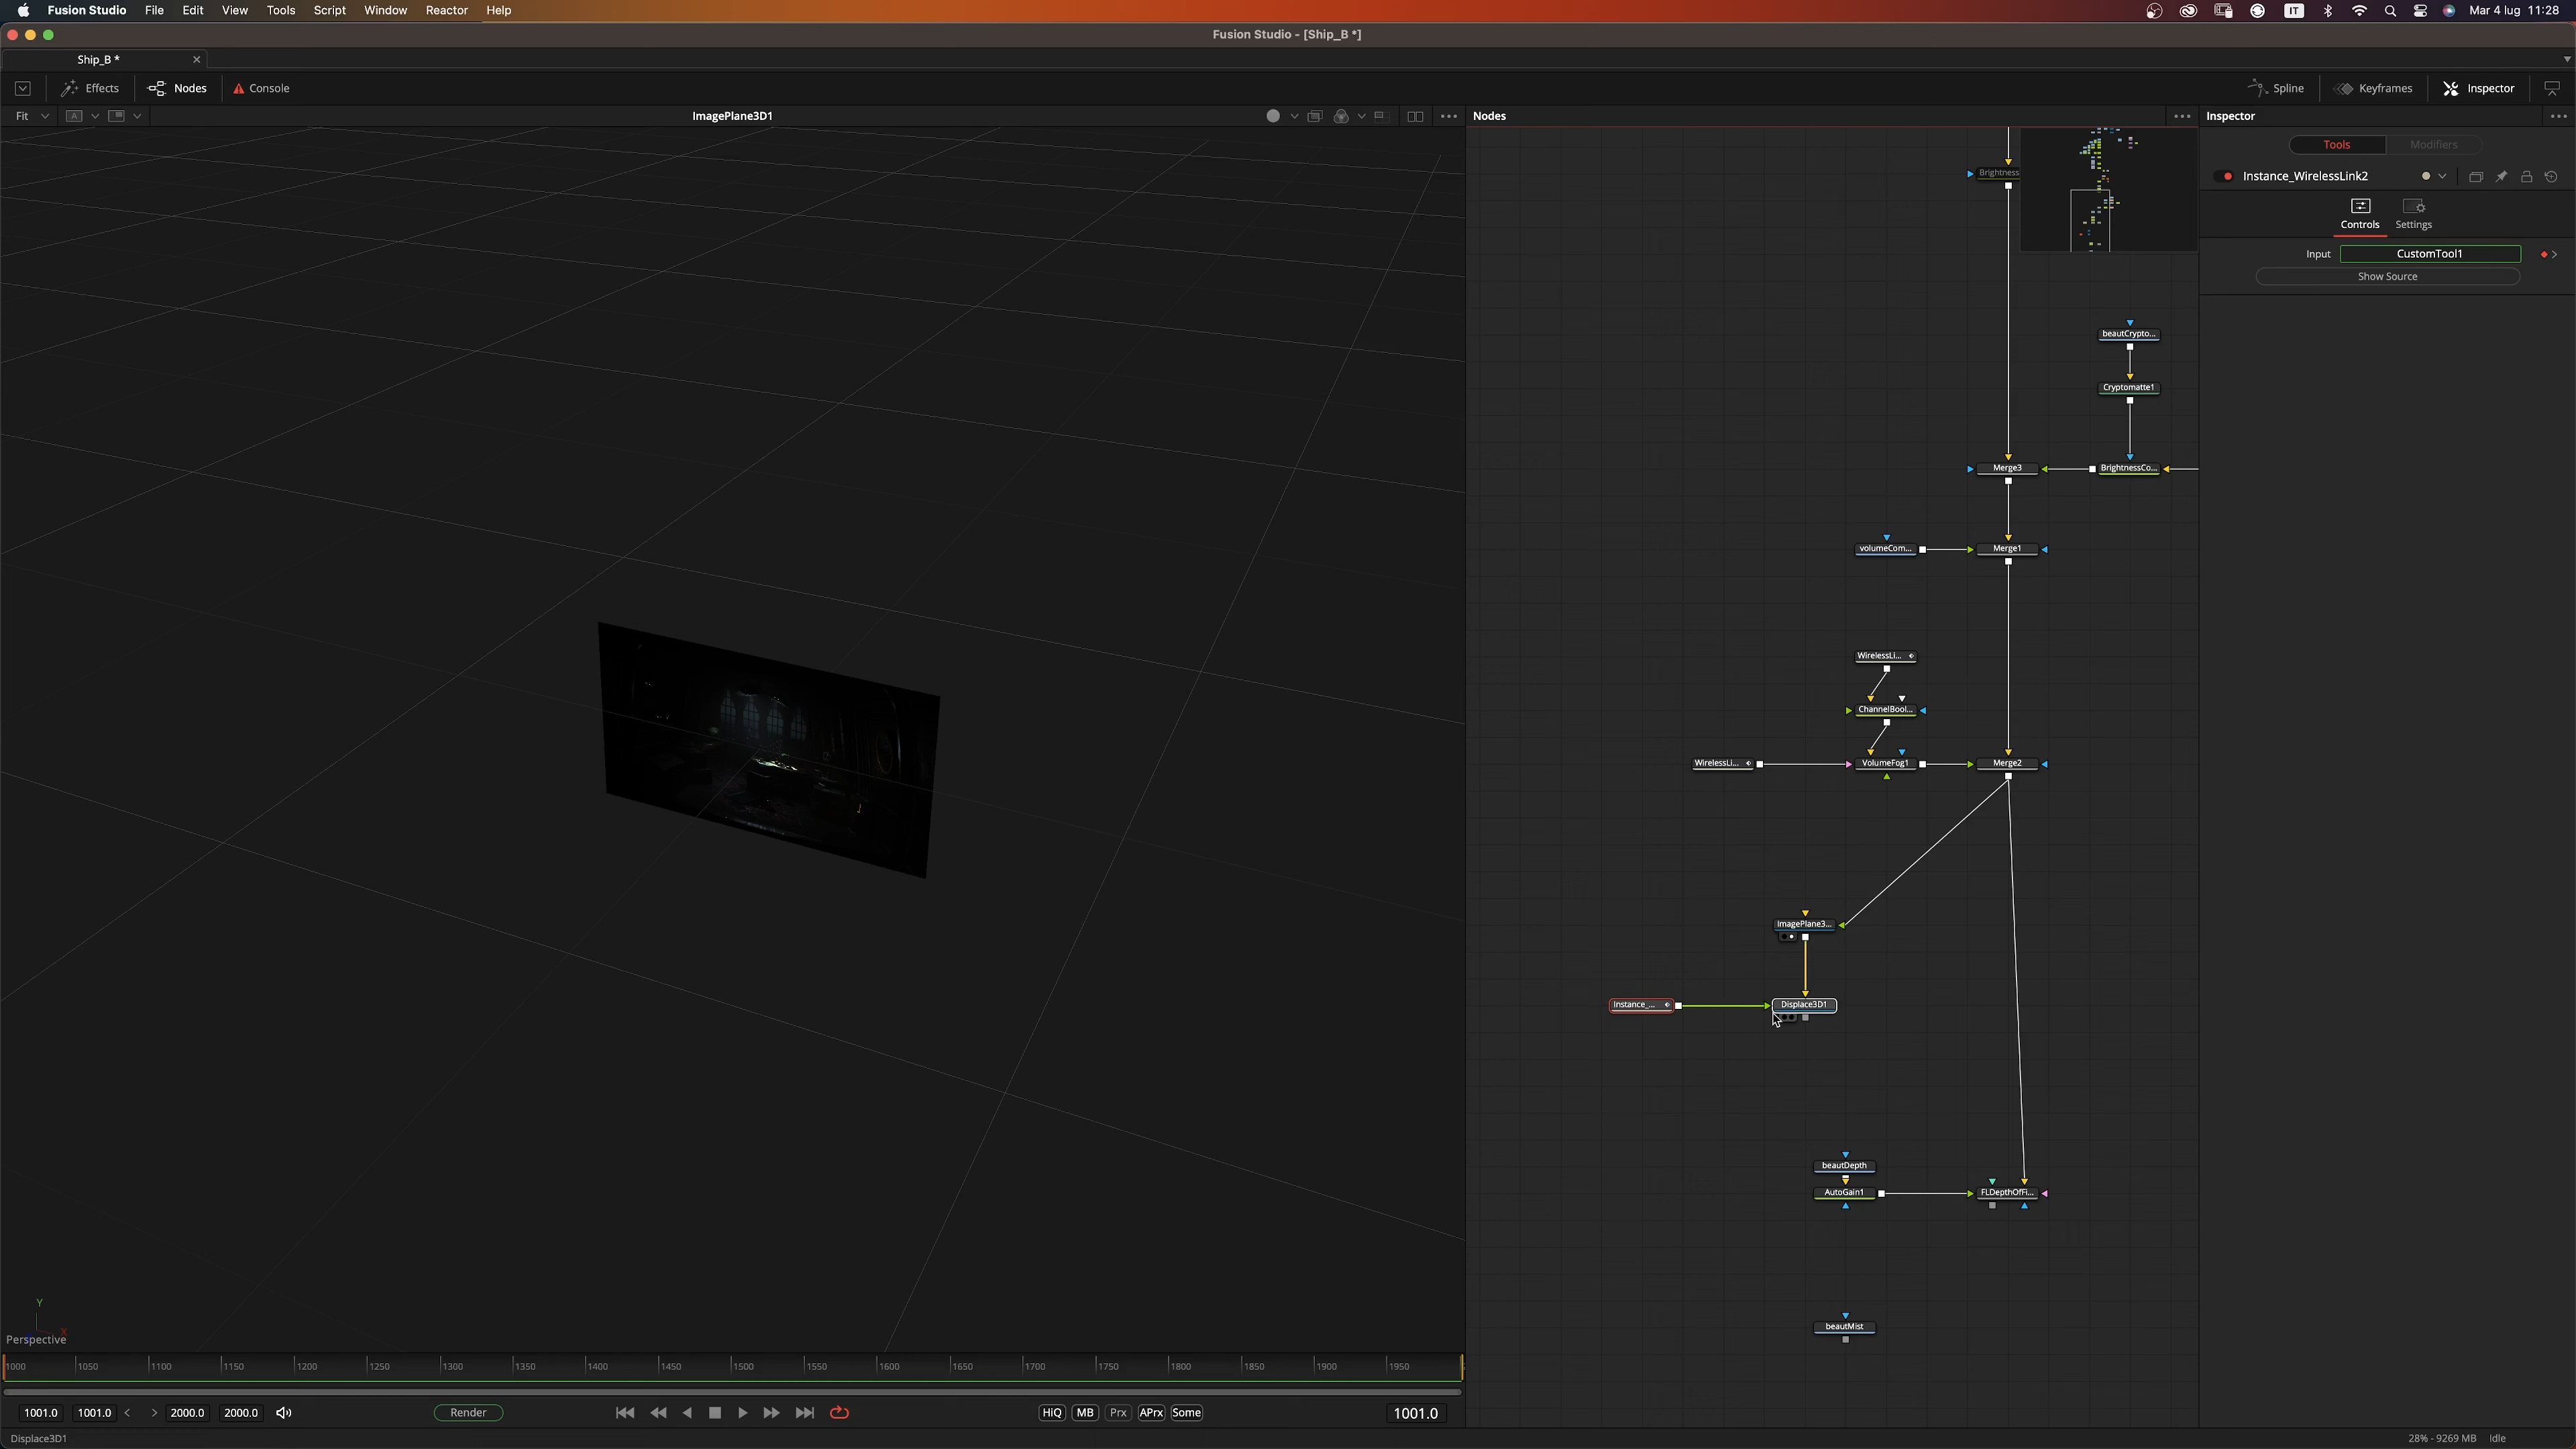 Fusion Studio File Edit View Tools Script Window Reactor Help IT Mar 4 lug 11:28
Fusion Studio - [Ship_B *]
Ship_B *
Effects Nodes Console Spline Keyframes Inspector
Fit A ImagePlane3D1 Nodes Inspector
Tools Modifiers
Brightness
Instance_WirelessLink2
Controls Settings
Input CustomTool1
Show Source
beautCrypto...
Cryptomatte1
Merge3 BrightnessCo...
volumeCom... Merge1
WirelessLi...
ChannelBool...
WirelessLi... VolumeFog1 Merge2
ImagePlane3...
Instance_... Displace3D1
beautDepth
AutoGain1 FLDepthOfFi...
Y
X
Perspective
beautMist
1000 1050 1100 1150 1200 1250 1300 1350 1400 1450 1500 1550 1600 1650 1700 1750 1800 1850 1900 1950
1001.0 1001.0 < > 2000.0 2000.0 Render HiQ MB Prx APrx Some 1001.0
Displace3D1 28% - 9269 MB Idle